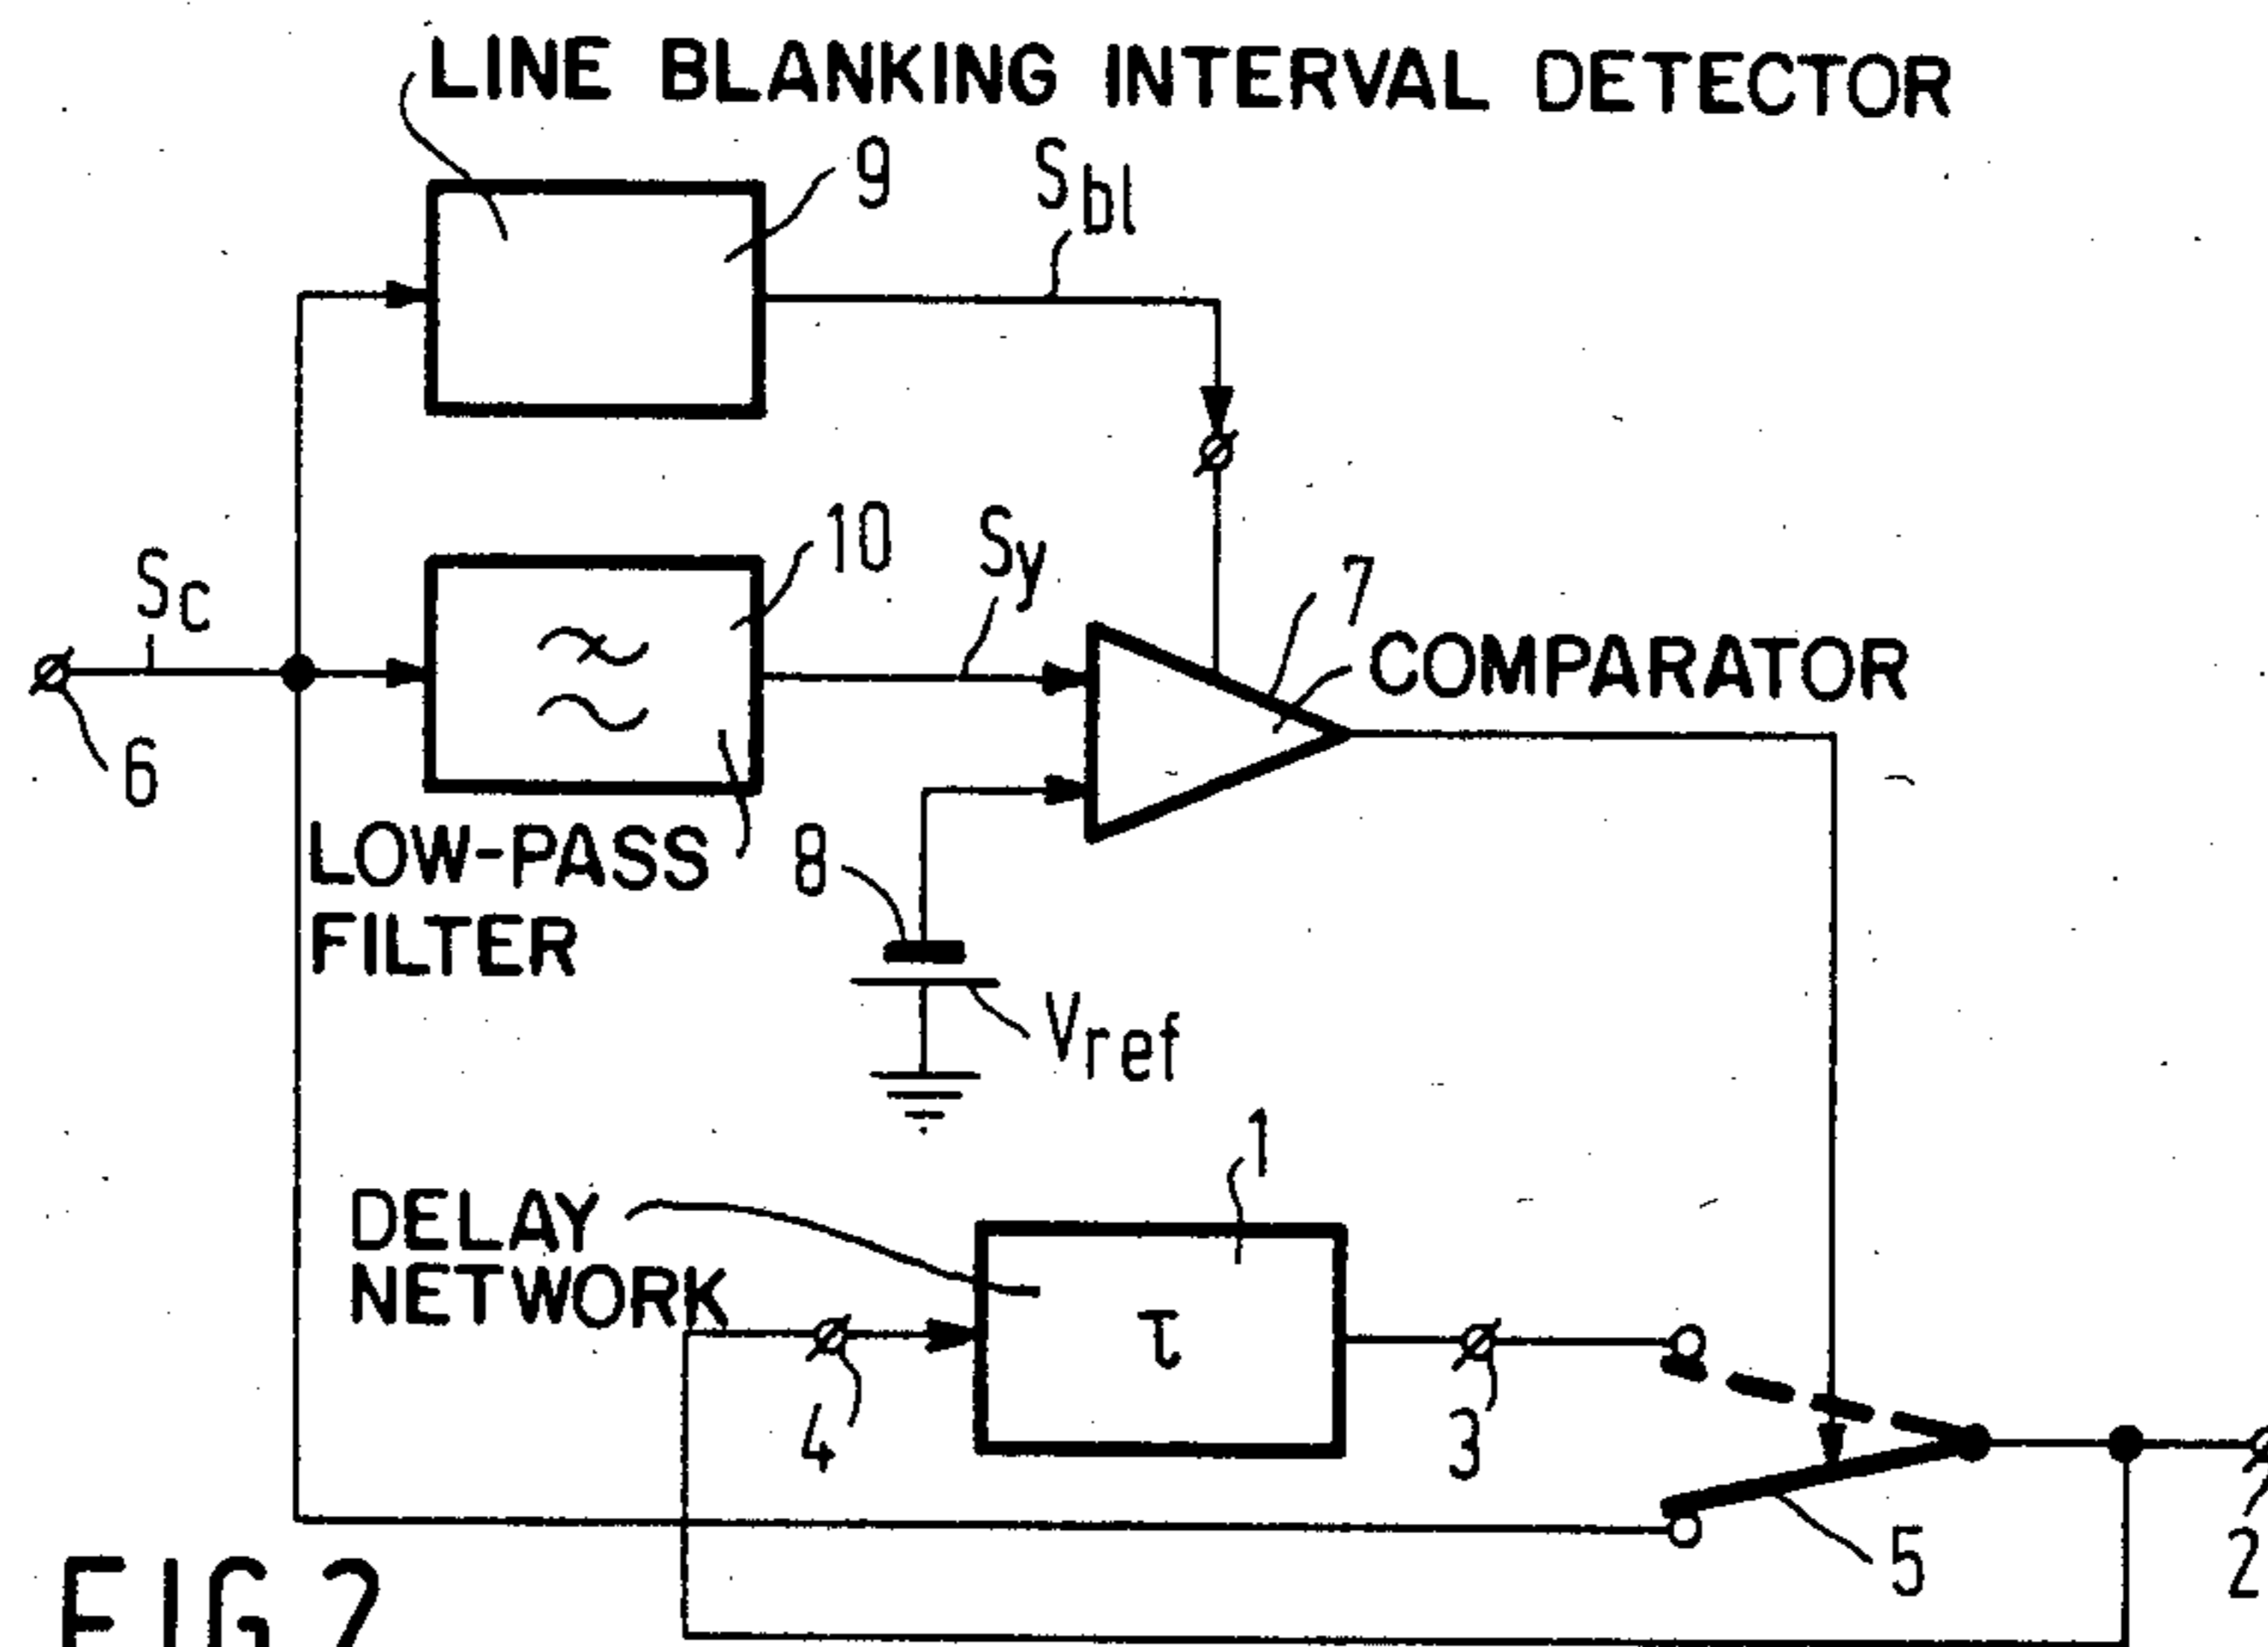 LINE BLANKING INTERVAL DETECTOR
9
Sbl
10
Sy
Sc
7
COMPARATOR
6
LOW-PASS
FILTER
8
Vref
1
DELAY
NETWORK
τ
4
3
5
2
FIG.2